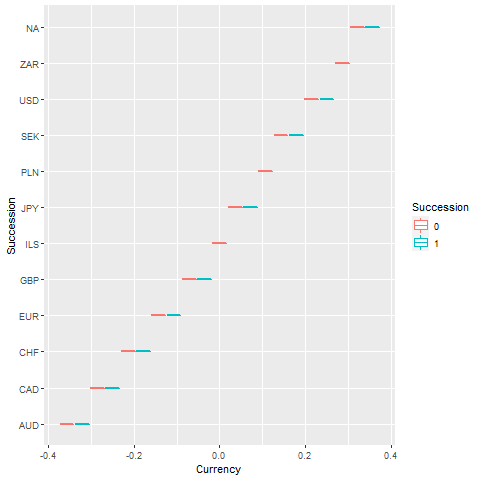 NA
ZAR
USD
SEK
PLN
JPY
ILS
GBP
EUR
CHF
CAD
AUD
Succession
-0.4
-0.2
0.0
0.2
0.4
Currency
Succession
0
1